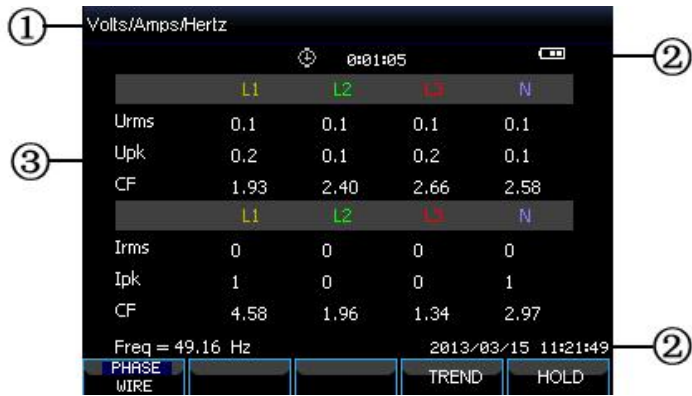 ① Volts/Amps/Hertz
0:01:05 ②
L1 L2 L3 N
Urms 0.1 0.1 0.1 0.1
Upk 0.2 0.1 0.2 0.1
③
CF 1.93 2.40 2.66 2.58
L1 L2 L3 N
Irms 0 0 0 0
Ipk 1 0 0 1
CF 4.58 1.96 1.34 2.97
Freq = 49.16 Hz 2013/03/15 11:21:49 ②
PHASE TREND HOLD
WIRE